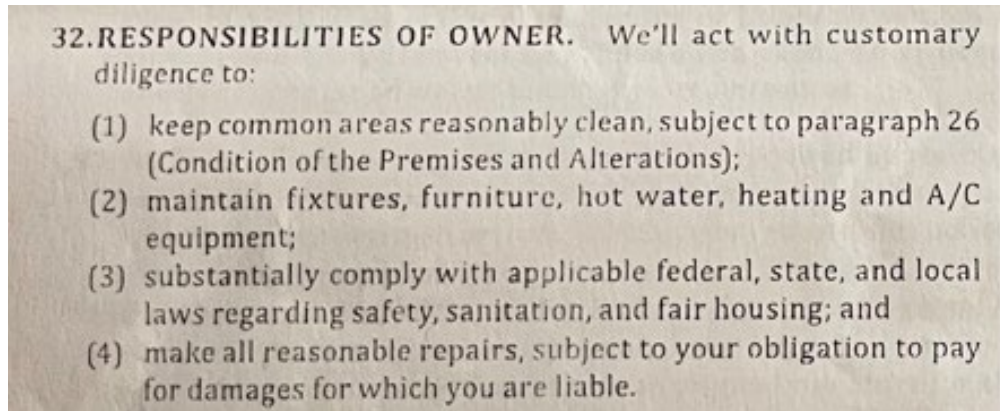 32.RESPONSIBILITIES OF OWNER. We'll act with customary
diligence to:
(1) keep common areas reasonably clean, subject to paragraph 26
(Condition of the Premises and Alterations);
(2) maintain fixtures, furniture, hot water, heating and A/C
equipment;
(3) substantially comply with applicable federal, state, and local
laws regarding safety, sanitation, and fair housing; and
(4) make all reasonable repairs, subject to your obligation to pay
for damages for which you are liable.